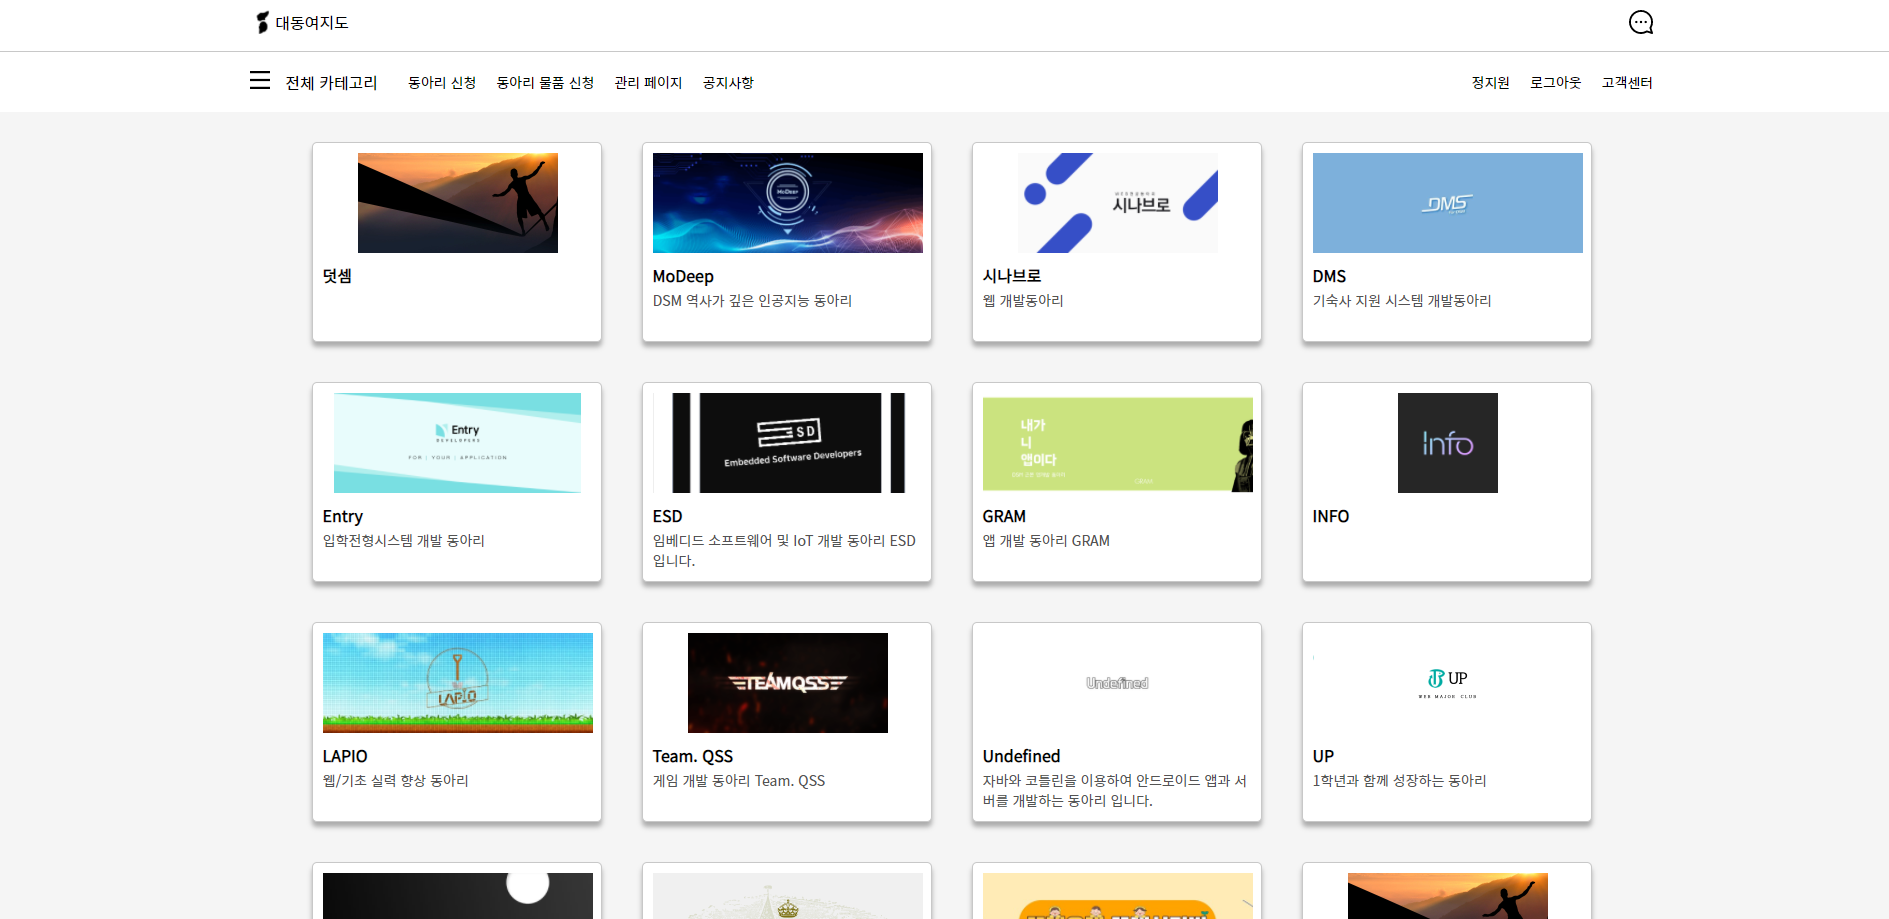 대동여지도
전체 카테고리 동아리 신청 동아리 물품 신청 관리 페이지 공지사항 정지원 로그아웃 고객센터
MoDeep
시나브로
DMS
덧셈
MoDeep
DSM 역사가 깊은 인공지능 동아리
시나브로
웹 개발동아리
DMS
기숙사 지원 시스템 개발동아리
Entry
DEVELOPERS
FOR | YOUR | APPLICATION
ESD
Embedded Software Developers
내가
니
앱이다
Info
Entry
입학전형시스템 개발 동아리
ESD
임베디드 소프트웨어 및 IoT 개발 동아리 ESD
입니다.
GRAM
앱 개발 동아리 GRAM
INFO
LAPIO
TEAMQSS
Undefined
UP
WEB MAJOR CLUB
LAPIO
웹/기초 실력 향상 동아리
Team. QSS
게임 개발 동아리 Team. QSS
Undefined
자바와 코틀린을 이용하여 안드로이드 앱과 서
버를 개발하는 동아리 입니다.
UP
1학년과 함께 성장하는 동아리